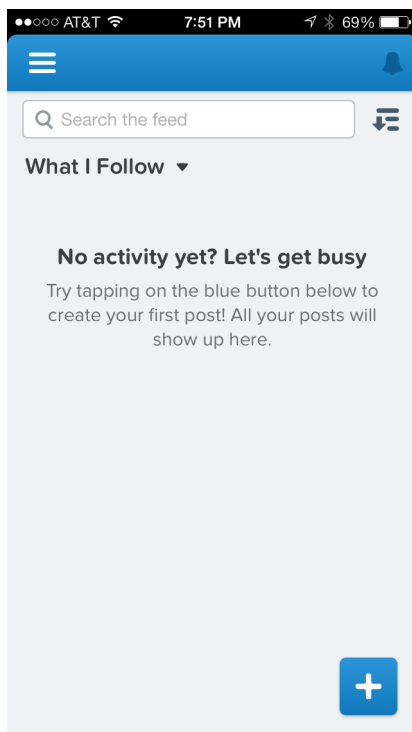 AT&T 7:51 PM 69%
Search the feed
What I Follow
No activity yet? Let's get busy
Try tapping on the blue button below to
create your first post! All your posts will
show up here.